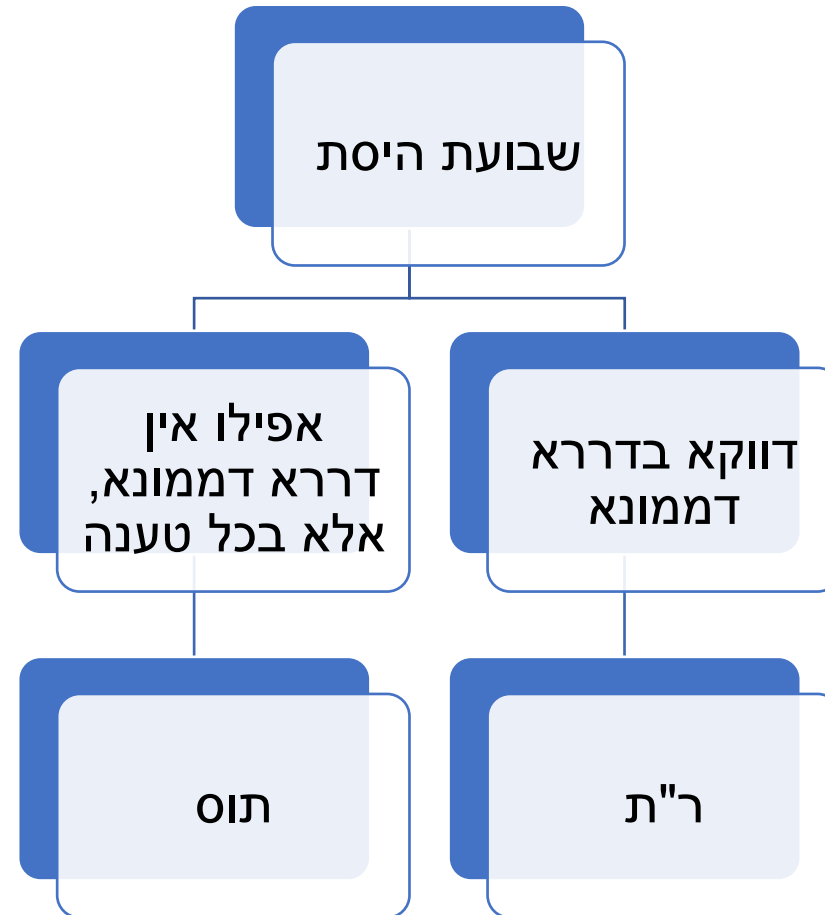 שבועת היסת
דווקא בדררא
דממונא
אפילו אין
דררא דממונא,
אלא בכל טענה
ר"ת
תוס